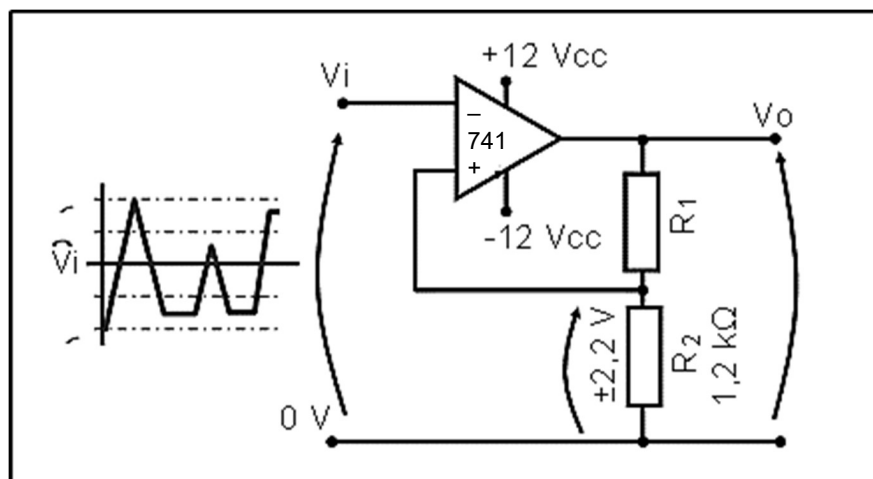 +12 Vcc
Vi
–
741
+
Vo
-12 Vcc
R1
Vi
±2,2 V
R2
1,2 kΩ
0 V